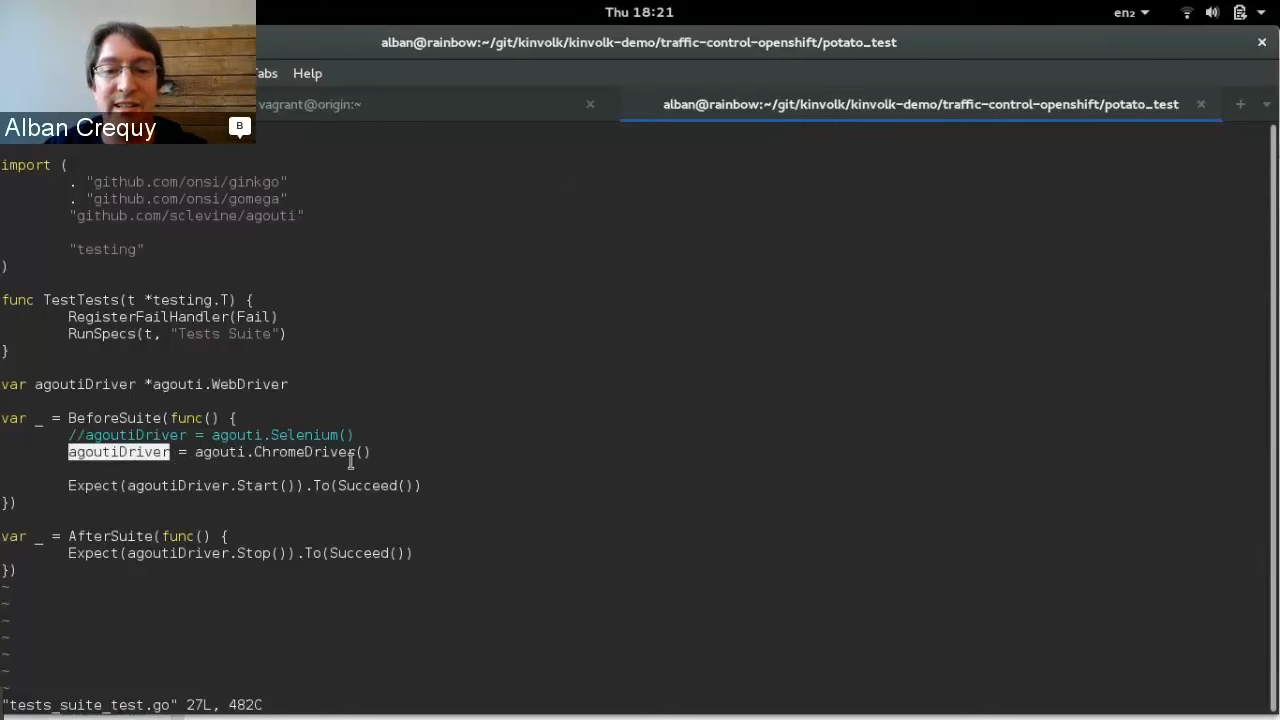 Thu 18:21
en2
alban@rainbow:~/git/kinvolk/kinvolk-demo/traffic-control-openshift/potato_test
Tabs Help
vagrant@origin:~
alban@rainbow:~/git/kinvolk/kinvolk-demo/traffic-control-openshift/potato_test
Alban Crequy
B
import (
. "github.com/onsi/ginkgo"
. "github.com/onsi/gomega"
"github.com/sclevine/agouti"
"testing"
)
func TestTests(t *testing.T) {
RegisterFailHandler(Fail)
RunSpecs(t, "Tests Suite")
}
var agoutiDriver *agouti.WebDriver
var _ = BeforeSuite(func() {
//agoutiDriver = agouti.Selenium()
agoutiDriver = agouti.ChromeDriver()
Expect(agoutiDriver.Start()).To(Succeed())
})
var _ = AfterSuite(func() {
Expect(agoutiDriver.Stop()).To(Succeed())
})
~
~
~
~
~
~
~
"tests_suite_test.go" 27L, 482C